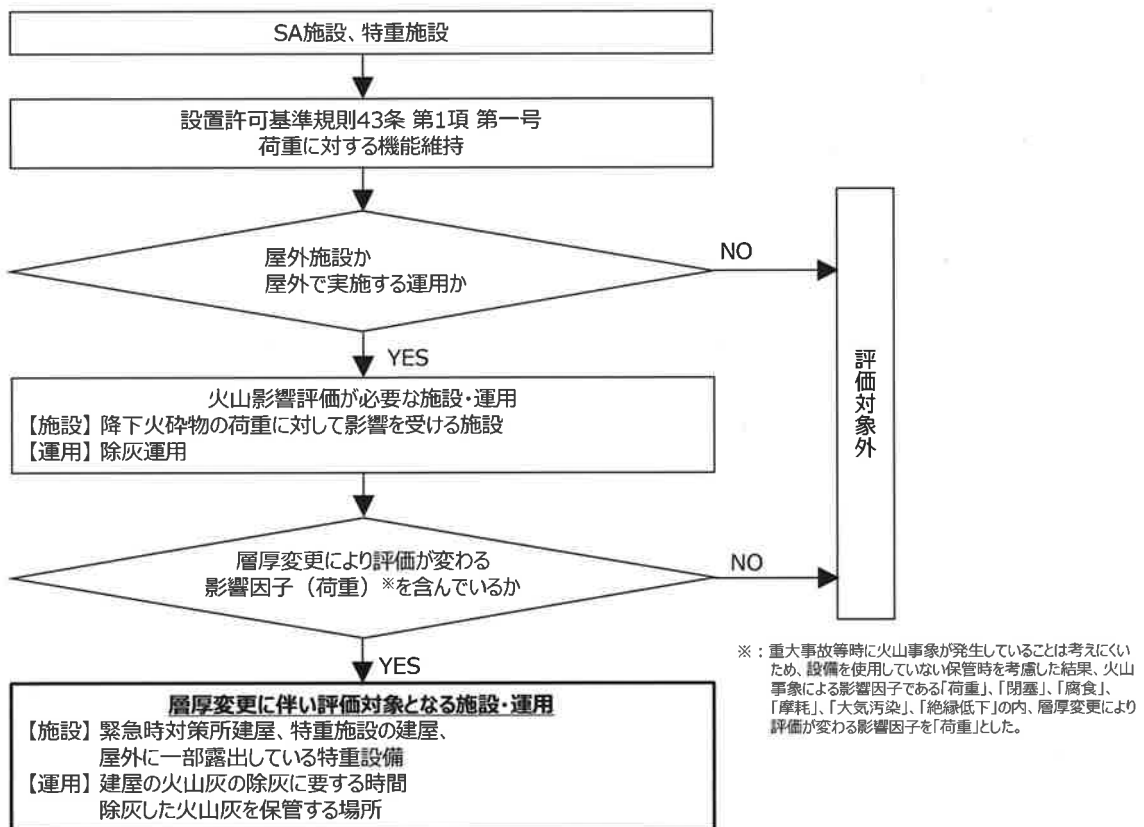 SA施設、特重施設
設置許可基準規則43条 第1項 第一号
荷重に対する機能維持
屋外施設か
屋外で実施する運用か
NO
YES
評価対象外
火山影響評価が必要な施設・運用
【施設】降下火砕物の荷重に対して影響を受ける施設
【運用】除灰運用
層厚変更により評価が変わる
影響因子（荷重）※を含んでいるか
NO
YES
層厚変更に伴い評価対象となる施設・運用
【施設】緊急時対策所建屋、特重施設の建屋、
屋外に一部露出している特重設備
【運用】建屋の火山灰の除灰に要する時間
除灰した火山灰を保管する場所
※：重大事故等時に火山事象が発生していることは考えにくい
ため、設備を使用していない保管時を考慮した結果、火山
事象による影響因子である「荷重」、「閉塞」、「腐食」、
「摩耗」、「大気汚染」、「絶縁低下」の内、層厚変更により
評価が変わる影響因子を「荷重」とした。